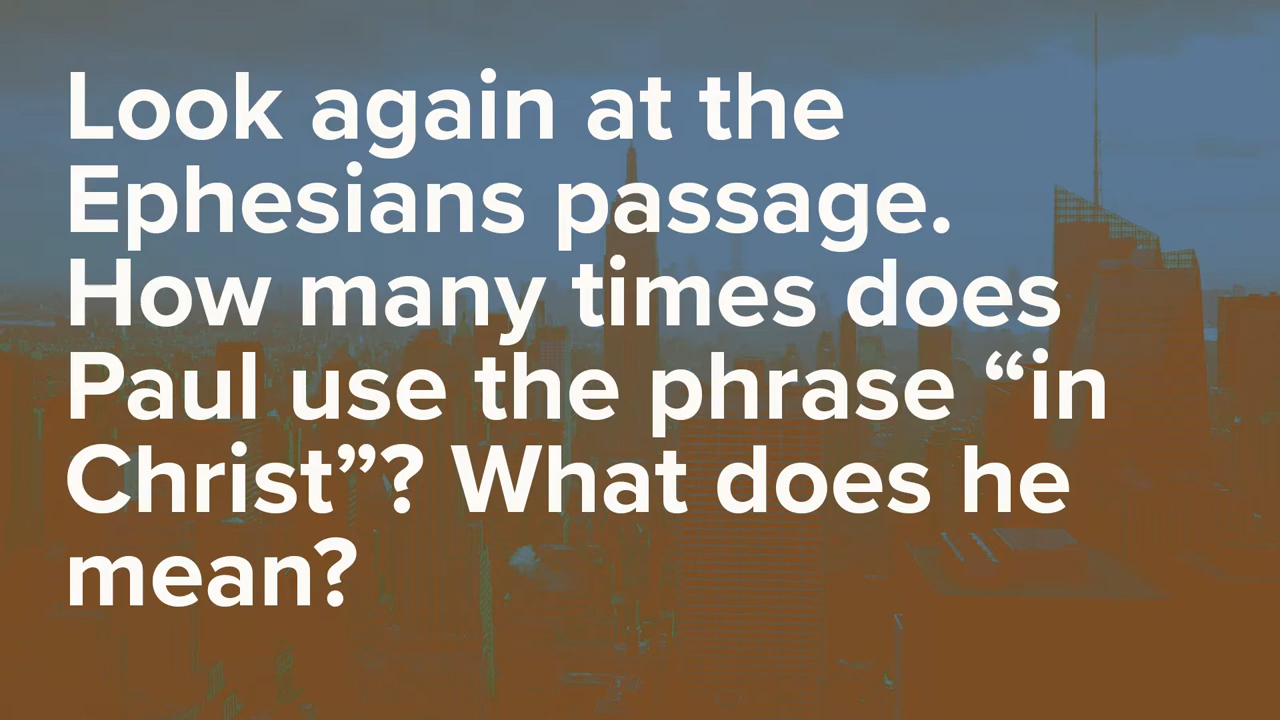 Look again at the
Ephesians passage.
How many times does
Paul use the phrase “in
Christ”? What does he
mean?